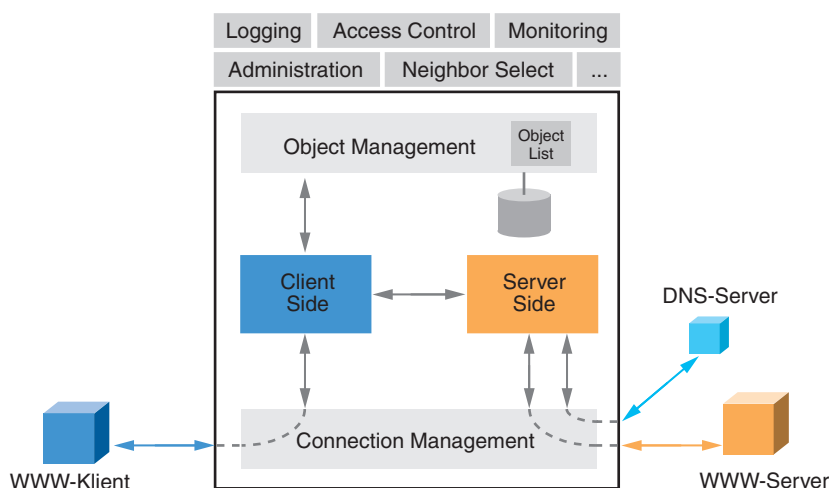 Logging Access Control Monitoring
Administration Neighbor Select ...
Object Management
Object
List
Client
Side
Server
Side
DNS-Server
Connection Management
WWW-Klient
WWW-Server